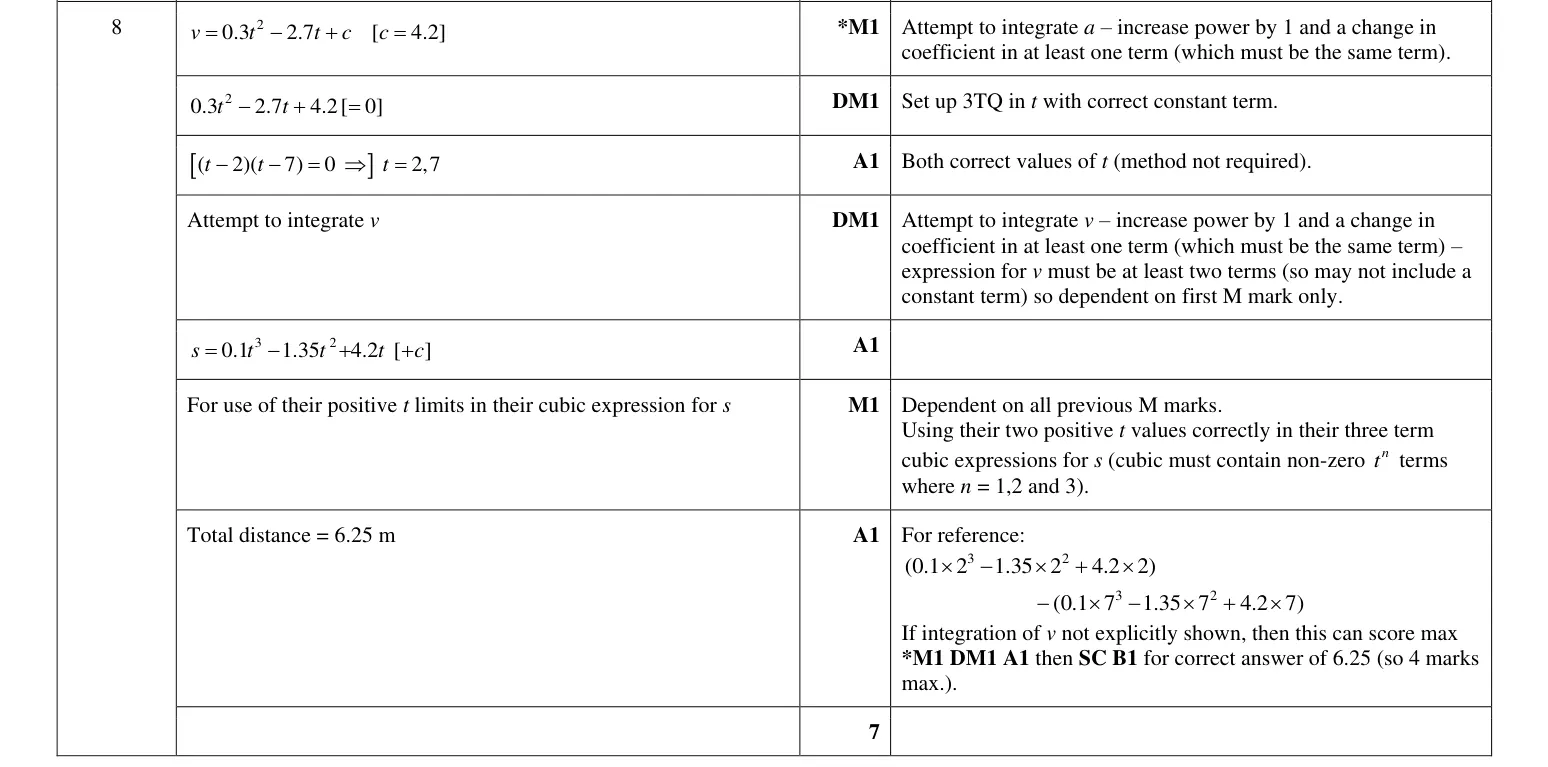 8
v = 0.3t² − 2.7t + c [c = 4.2]
*M1
Attempt to integrate a – increase power by 1 and a change in
coefficient in at least one term (which must be the same term).
0.3t² − 2.7t + 4.2 [= 0]
DM1
Set up 3TQ in t with correct constant term.
[(t − 2)(t − 7) = 0 ⇒] t = 2, 7
A1
Both correct values of t (method not required).
Attempt to integrate v
DM1
Attempt to integrate v – increase power by 1 and a change in
coefficient in at least one term (which must be the same term) –
expression for v must be at least two terms (so may not include a
constant term) so dependent on first M mark only.
s = 0.1t³ − 1.35t² + 4.2t [+c]
A1
For use of their positive t limits in their cubic expression for s
M1
Dependent on all previous M marks.
Using their two positive t values correctly in their three term
cubic expressions for s (cubic must contain non-zero tⁿ terms
where n = 1,2 and 3).
Total distance = 6.25 m
A1
For reference:
(0.1 × 2³ − 1.35 × 2² + 4.2 × 2)
− (0.1 × 7³ − 1.35 × 7² + 4.2 × 7)
If integration of v not explicitly shown, then this can score max
*M1 DM1 A1 then SC B1 for correct answer of 6.25 (so 4 marks
max.).
7